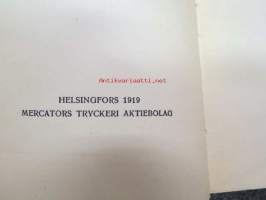 Antikvariaatti.net
HELSINGFORS 1919
MERCATORS TRYCKERI AKTIEBOLAG